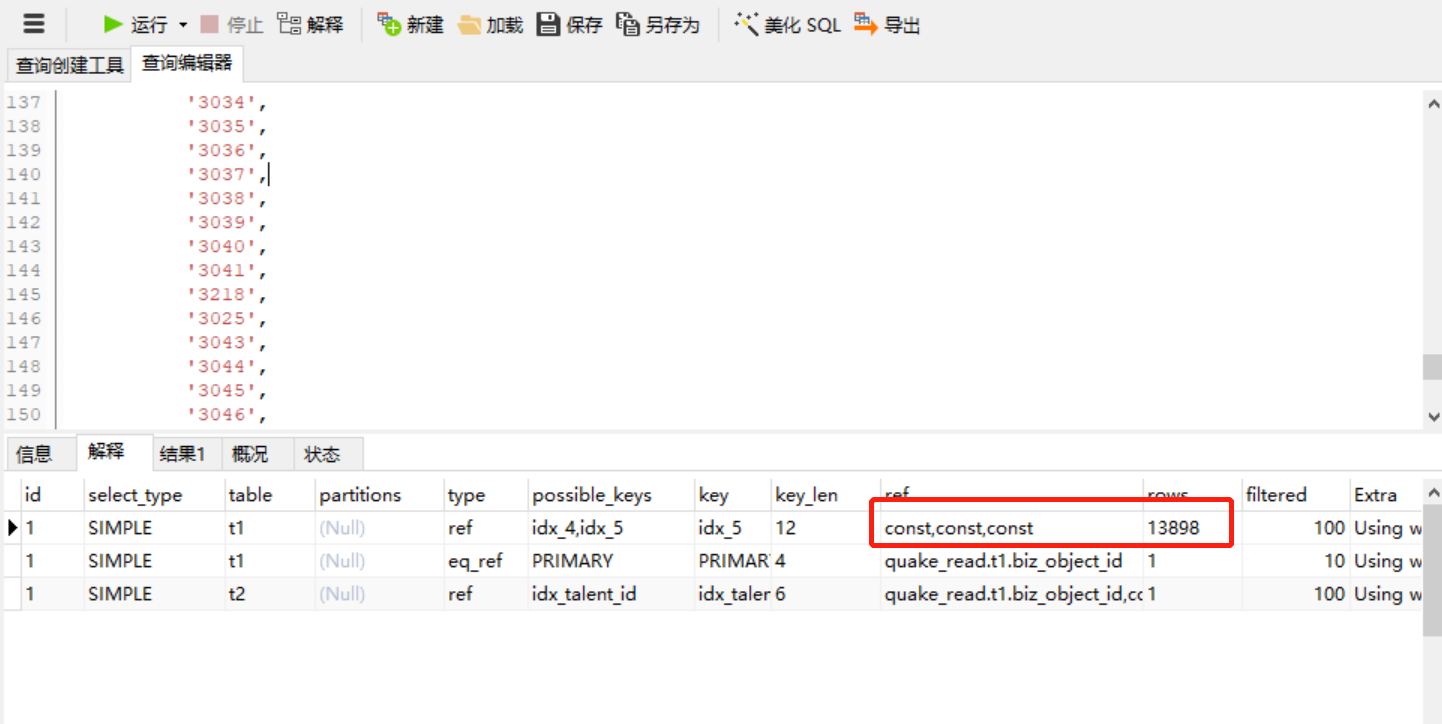 运行 停止 解释 新建 加载 保存 另存为 美化 SQL 导出
查询创建工具 查询编辑器
137 '3034',
138 '3035',
139 '3036',
140 '3037',
141 '3038',
142 '3039',
143 '3040',
144 '3041',
145 '3218',
146 '3025',
147 '3043',
148 '3044',
149 '3045',
150 '3046',
信息 解释 结果1 概况 状态
id select_type table partitions type possible_keys key key_len ref rows filtered Extra
1 SIMPLE t1 (Null) ref idx_4,idx_5 idx_5 12 const,const,const 13898 100 Using w
1 SIMPLE t1 (Null) eq_ref PRIMARY PRIMAR 4 quake_read.t1.biz_object_id 1 10 Using w
1 SIMPLE t2 (Null) ref idx_talent_id idx_taler 6 quake_read.t1.biz_object_id,cc 1 100 Using w